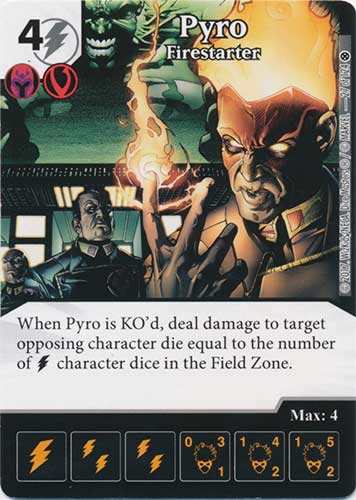 4
Pyro
Firestarter
When Pyro is KO'd, deal damage to target
opposing character die equal to the number
of character dice in the Field Zone.
Max: 4
0 3 1
1 4 2
1 5 2